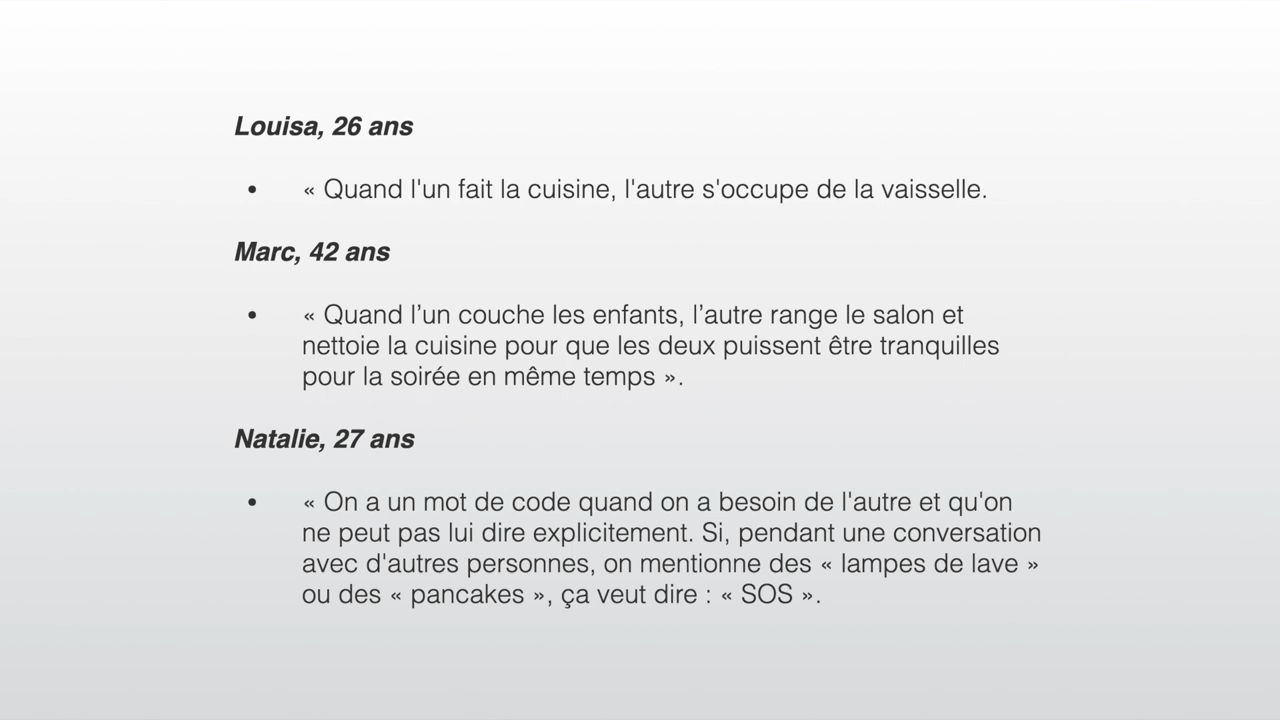 Louisa, 26 ans
• « Quand l'un fait la cuisine, l'autre s'occupe de la vaisselle.
Marc, 42 ans
• « Quand l’un couche les enfants, l’autre range le salon et
nettoie la cuisine pour que les deux puissent être tranquilles
pour la soirée en même temps ».
Natalie, 27 ans
• « On a un mot de code quand on a besoin de l'autre et qu'on
ne peut pas lui dire explicitement. Si, pendant une conversation
avec d'autres personnes, on mentionne des « lampes de lave »
ou des « pancakes », ça veut dire : « SOS ».